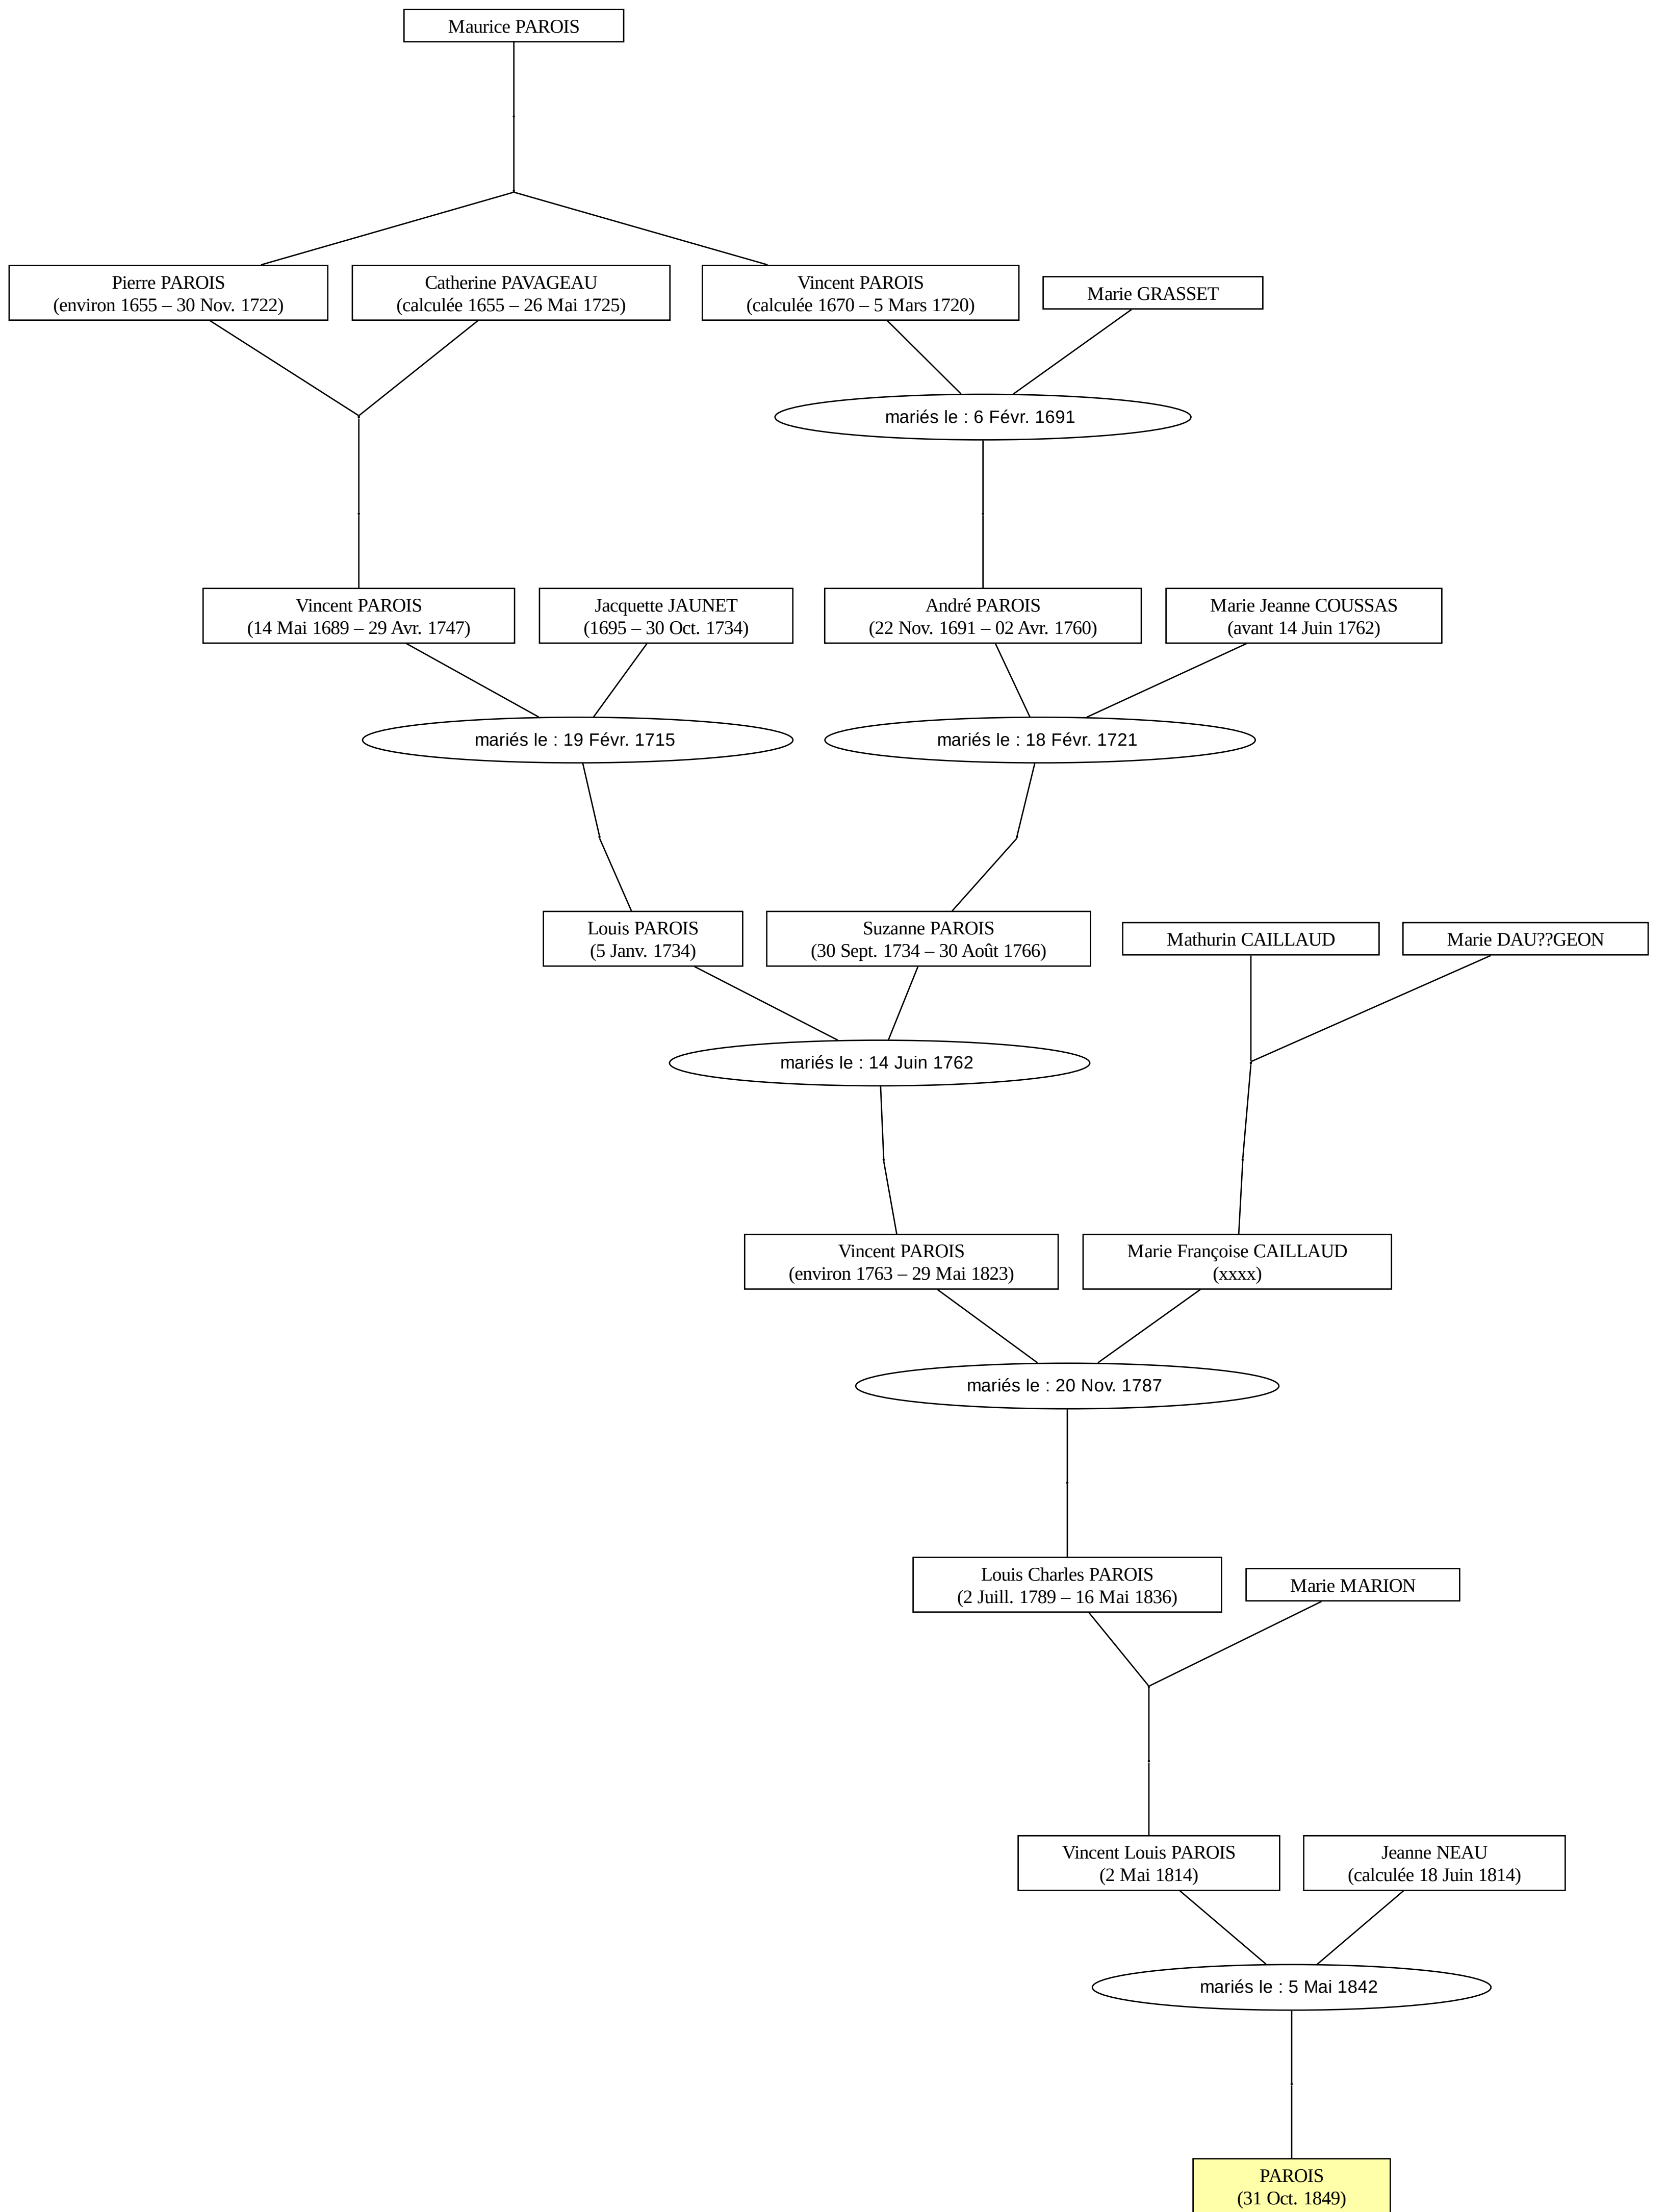 Maurice PAROIS
Pierre PAROIS
(environ 1655 – 30 Nov. 1722)
Catherine PAVAGEAU
(calculée 1655 – 26 Mai 1725)
Vincent PAROIS
(calculée 1670 – 5 Mars 1720)
Marie GRASSET
mariés le : 6 Févr. 1691
Vincent PAROIS
(14 Mai 1689 – 29 Avr. 1747)
Jacquette JAUNET
(1695 – 30 Oct. 1734)
André PAROIS
(22 Nov. 1691 – 02 Avr. 1760)
Marie Jeanne COUSSAS
(avant 14 Juin 1762)
mariés le : 19 Févr. 1715
mariés le : 18 Févr. 1721
Louis PAROIS
(5 Janv. 1734)
Suzanne PAROIS
(30 Sept. 1734 – 30 Août 1766)
Mathurin CAILLAUD
Marie DAU??GEON
mariés le : 14 Juin 1762
Vincent PAROIS
(environ 1763 – 29 Mai 1823)
Marie Françoise CAILLAUD
(xxxx)
mariés le : 20 Nov. 1787
Louis Charles PAROIS
(2 Juill. 1789 – 16 Mai 1836)
Marie MARION
Vincent Louis PAROIS
(2 Mai 1814)
Jeanne NEAU
(calculée 18 Juin 1814)
mariés le : 5 Mai 1842
PAROIS
(31 Oct. 1849)